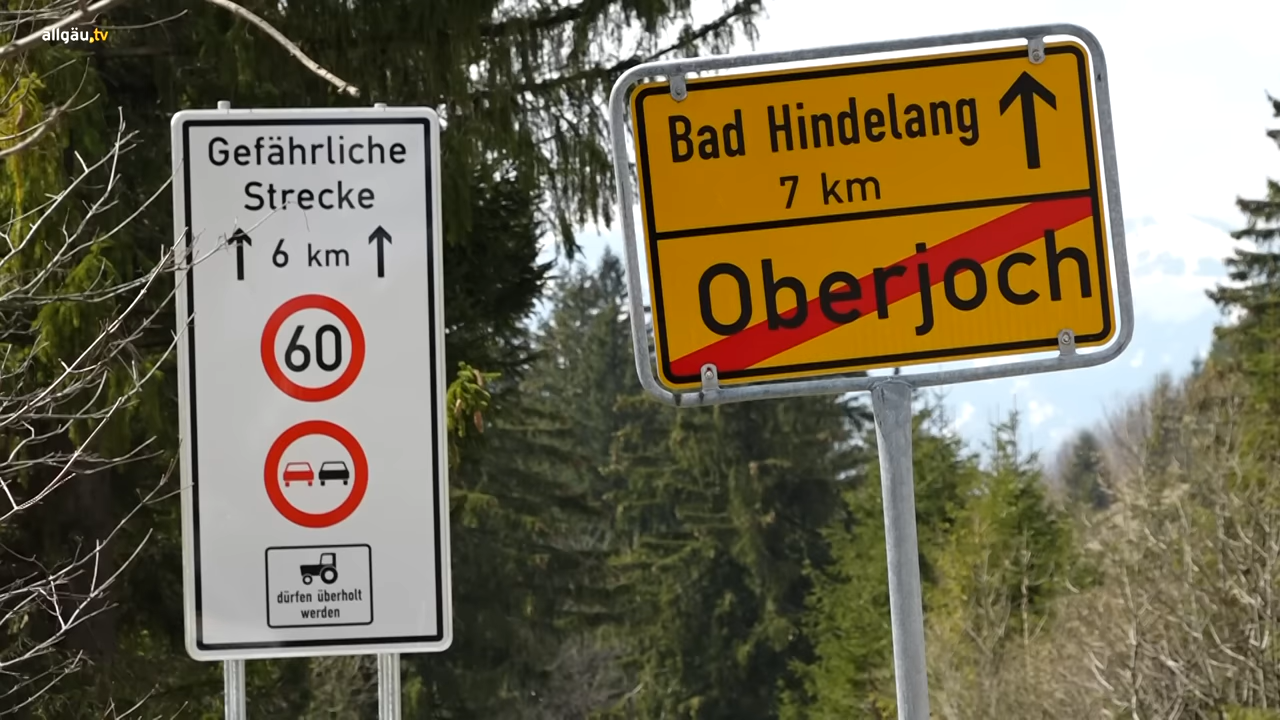 allgäu.tv
Gefährliche
Strecke
6 km
60
dürfen überholt
werden
Bad Hindelang
7 km
Oberjoch